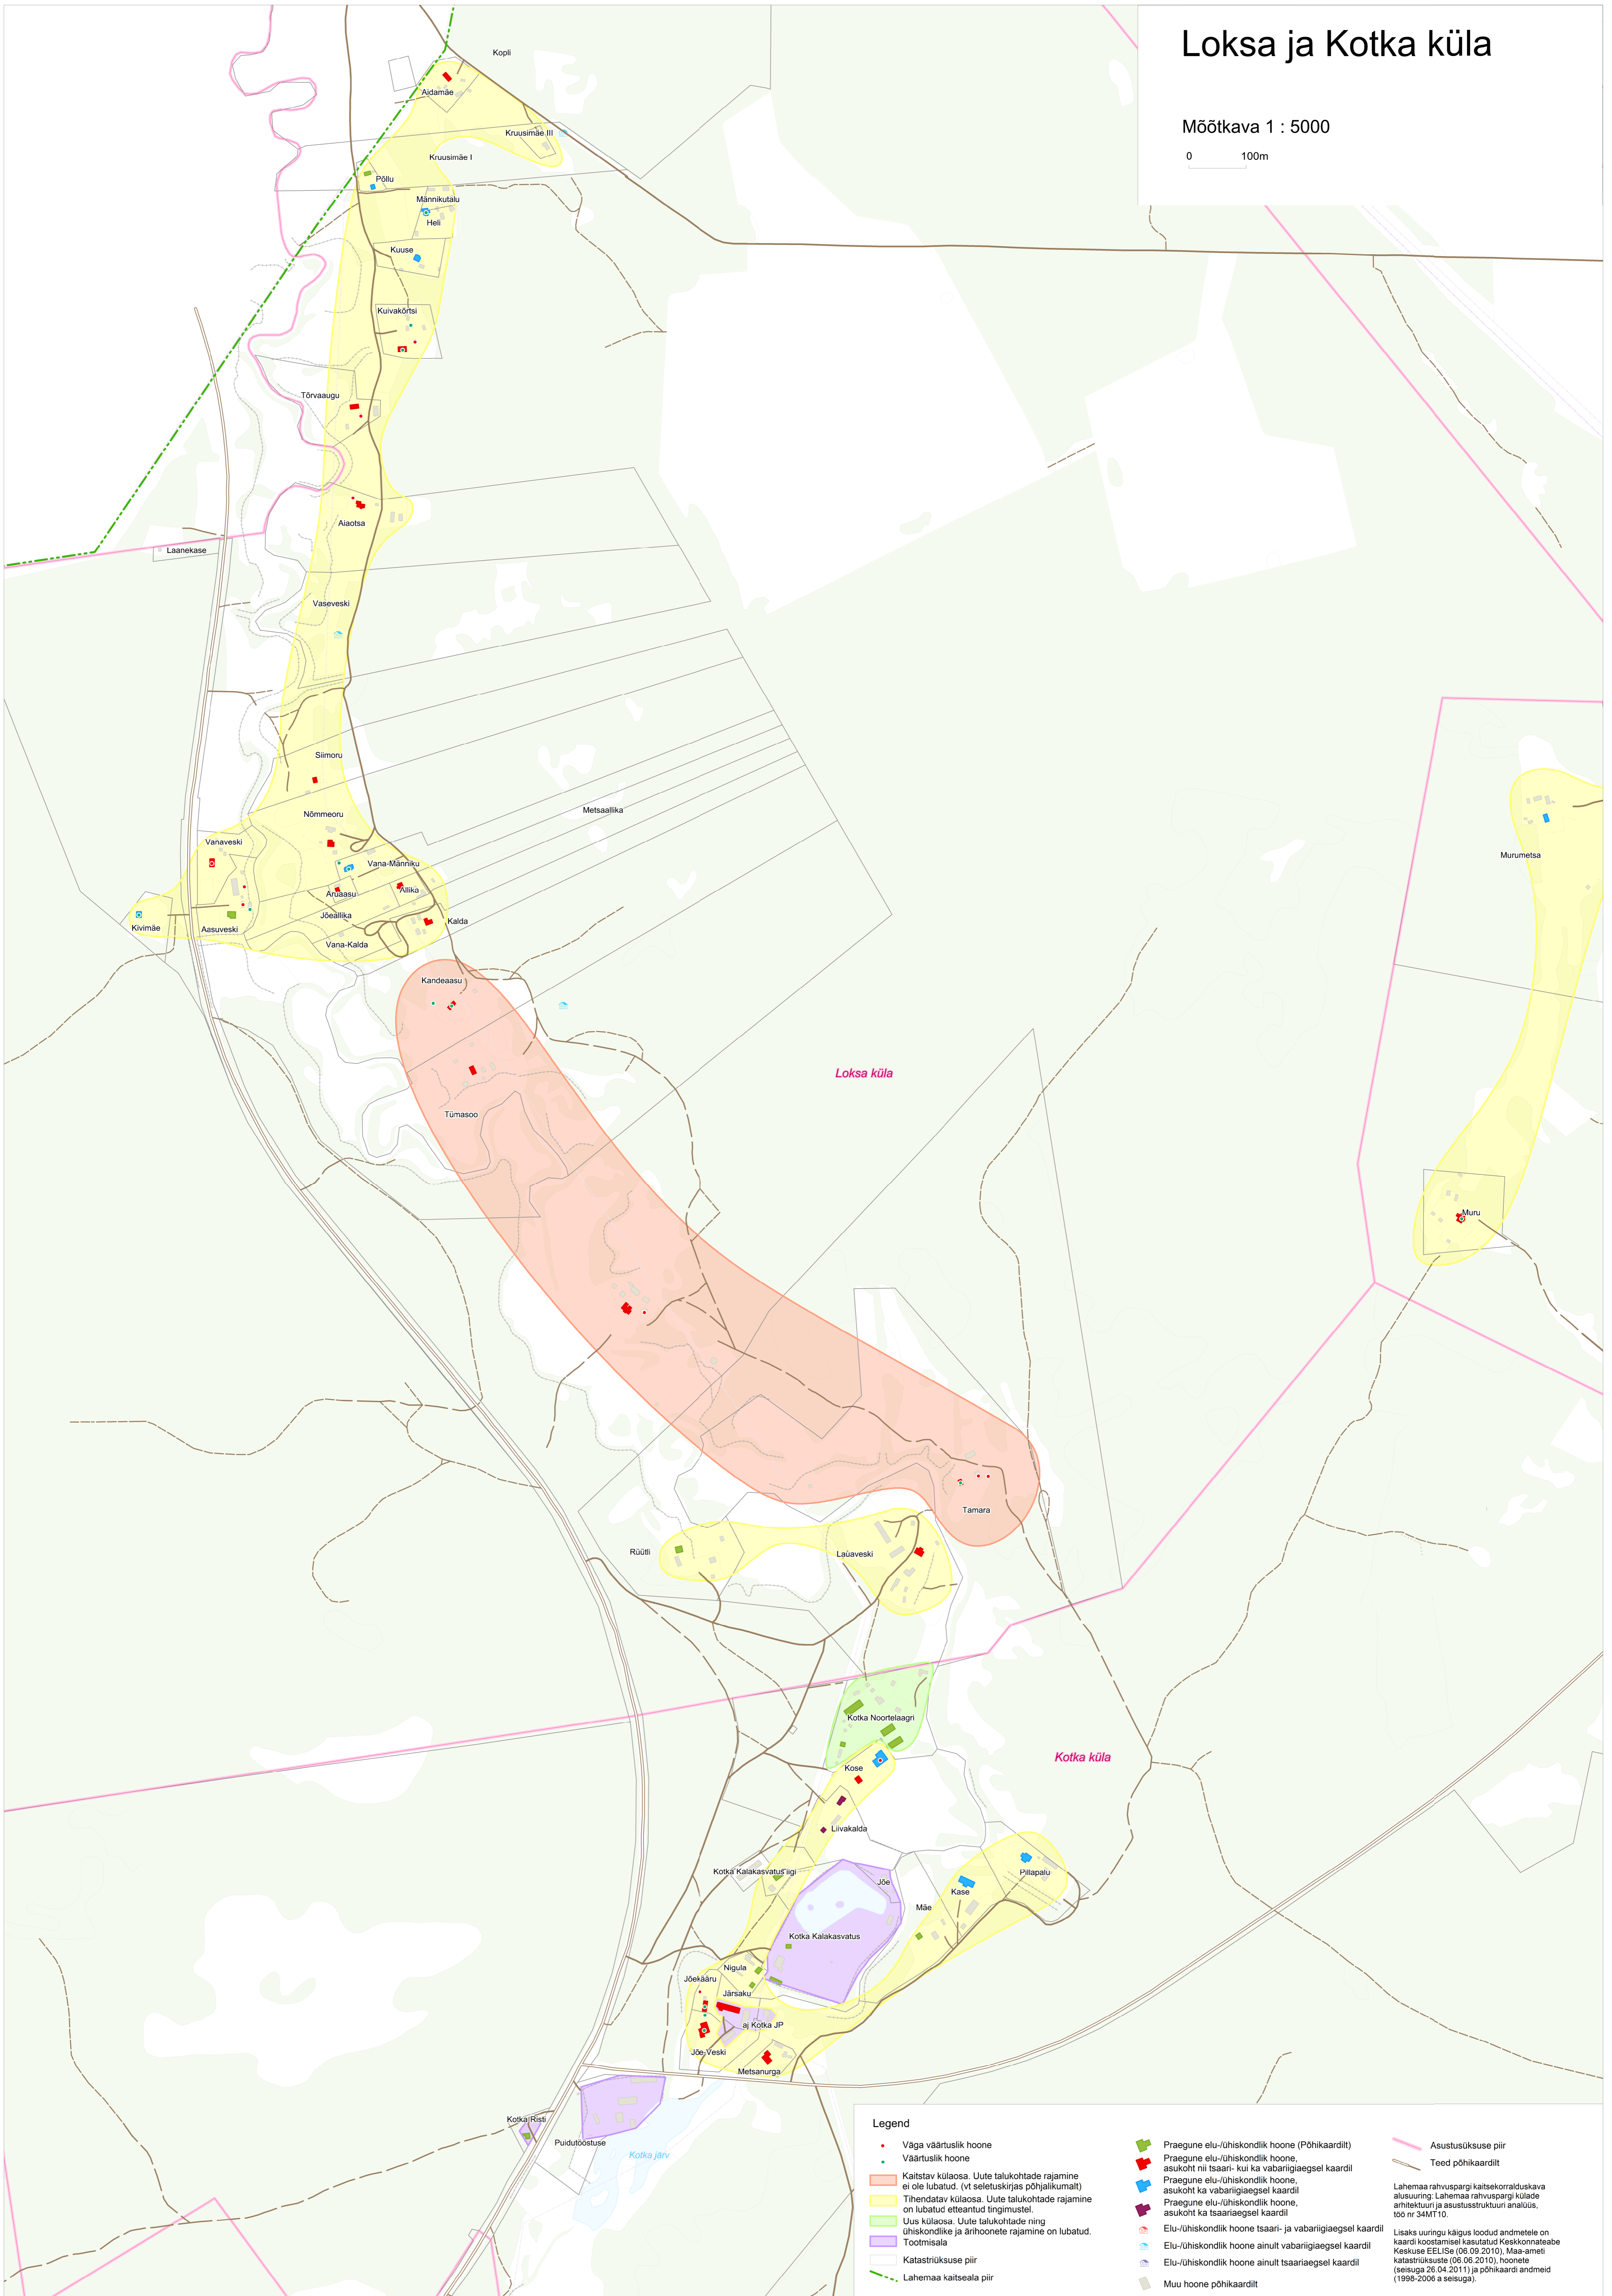 Loksa ja Kotka küla
Mõõtkava 1 : 5000
0 100m
Kopli
Aidamäe
Kruusimäe III
Kruusimäe I
Põllu
Männikutalu
Heli
Kuuse
Kuivakõrtsi
Tõrvaaugu
Aiaotsa
Laanekase
Vaseveski
Siimoru
Metsaallika
Nõmmeoru
Vanaveski
Vana-Männiku
Murumetsa
Aruaasu
Allika
Jõeallika
Kalda
Kivimäe
Aasuveski
Vana-Kalda
Kandeaasu
Loksa küla
Tümasoo
Muru
Tamara
Rüütli
Lauaveski
Kotka Noortelaagri
Kotka küla
Kose
Liivakalda
Kotka Kalakasvatus
Pillapalu
Jõe
Kase
Mäe
Kotka Kalakasvatus
Nigula
Jõekääru
Järsaku
aj Kotka JP
Jõe-Veski
Metsanurga
Kotka Risti
Puidutööstuse
Kotka järv
Legend
Väga väärtuslik hoone
Väärtuslik hoone
Kaitstav külaosa. Uute talukohtade rajamine
ei ole lubatud. (vt seletuskirjas põhjalikumalt)
Tihendatav külaosa. Uute talukohtade rajamine
on lubatud etteantud tingimustel.
Uus külaosa. Uute talukohtade ning
ühiskondlike ja ärihoonete rajamine on lubatud.
Tootmisala
Katastriüksuse piir
Lahemaa kaitseala piir
Praegune elu-/ühiskondlik hoone (Põhikaardilt)
Praegune elu-/ühiskondlik hoone,
asukoht nii tsaari- kui ka vabariigiaegsel kaardil
Praegune elu-/ühiskondlik hoone,
asukoht ka vabariigiaegsel kaardil
Praegune elu-/ühiskondlik hoone,
asukoht ka tsaariaegsel kaardil
Elu-/ühiskondlik hoone tsaari- ja vabariigiaegsel kaardil
Elu-/ühiskondlik hoone ainult vabariigiaegsel kaardil
Elu-/ühiskondlik hoone ainult tsaariaegsel kaardil
Muu hoone põhikaardilt
Asustusüksuse piir
Teed põhikaardilt
Lahemaa rahvuspargi kaitsekorralduskava
alusuuring: Lahemaa rahvuspargi külade
arhitektuuri ja asustusstruktuuri analüüs,
töö nr 34MT10.
Lisaks uuringu käigus loodud andmetele on
kaardi koostamisel kasutatud Keskkonnateabe
Keskuse EELISe (06.09.2010), Maa-ameti
katastriüksuste (06.06.2010), hoonete
(seisuga 26.04.2011) ja põhikaardi andmeid
(1998-2006 a seisuga).